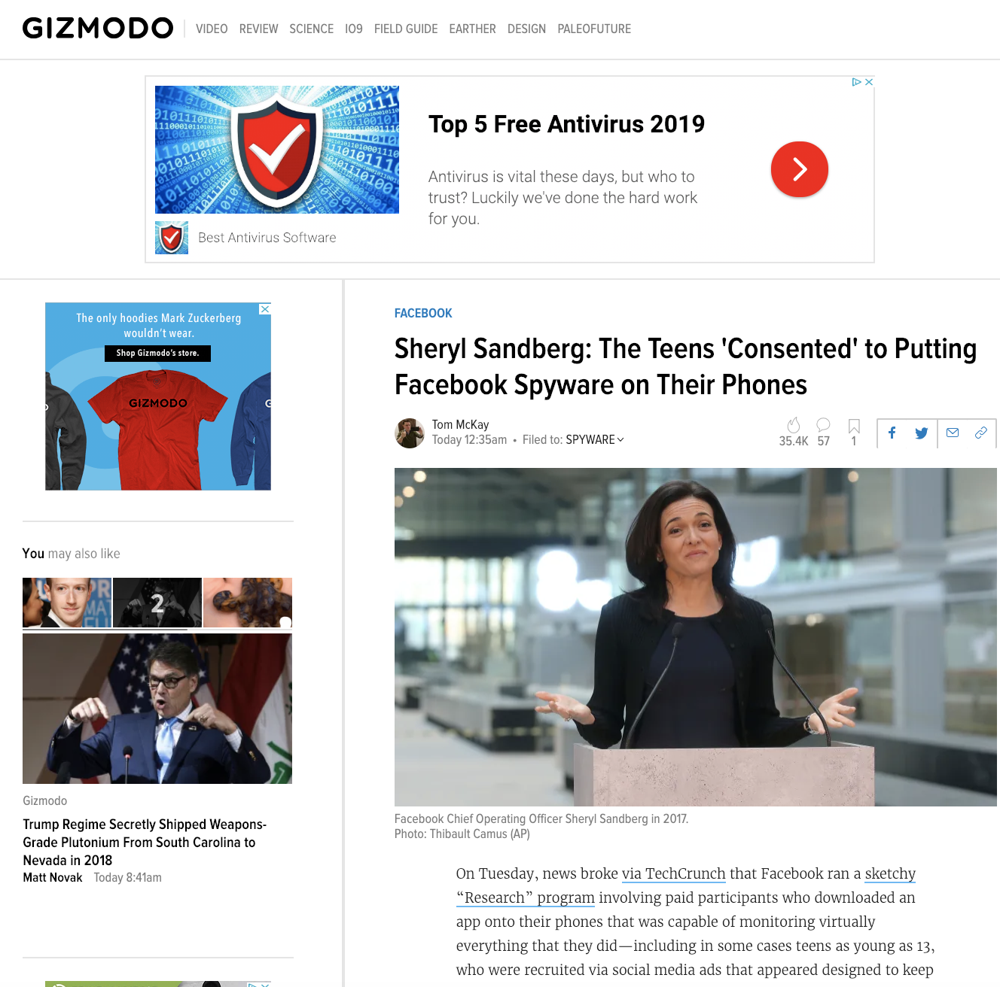 GIZMODO
VIDEO REVIEW SCIENCE IO9 FIELD GUIDE EARTHER DESIGN PALEOFUTURE
Top 5 Free Antivirus 2019
Antivirus is vital these days, but who to
trust? Luckily we've done the hard work
for you.
Best Antivirus Software
The only hoodies Mark Zuckerberg
wouldn't wear.
Shop Gizmodo's store.
GIZMODO
G
You may also like
2
Gizmodo
Trump Regime Secretly Shipped Weapons-
Grade Plutonium From South Carolina to
Nevada in 2018
Matt Novak Today 8:41am
FACEBOOK
Sheryl Sandberg: The Teens 'Consented' to Putting
Facebook Spyware on Their Phones
Tom McKay
Today 12:35am • Filed to: SPYWARE
35.4K 57 1
Facebook Chief Operating Officer Sheryl Sandberg in 2017.
Photo: Thibault Camus (AP)
On Tuesday, news broke via TechCrunch that Facebook ran a sketchy
“Research” program involving paid participants who downloaded an
app onto their phones that was capable of monitoring virtually
everything that they did—including in some cases teens as young as 13,
who were recruited via social media ads that appeared designed to keep